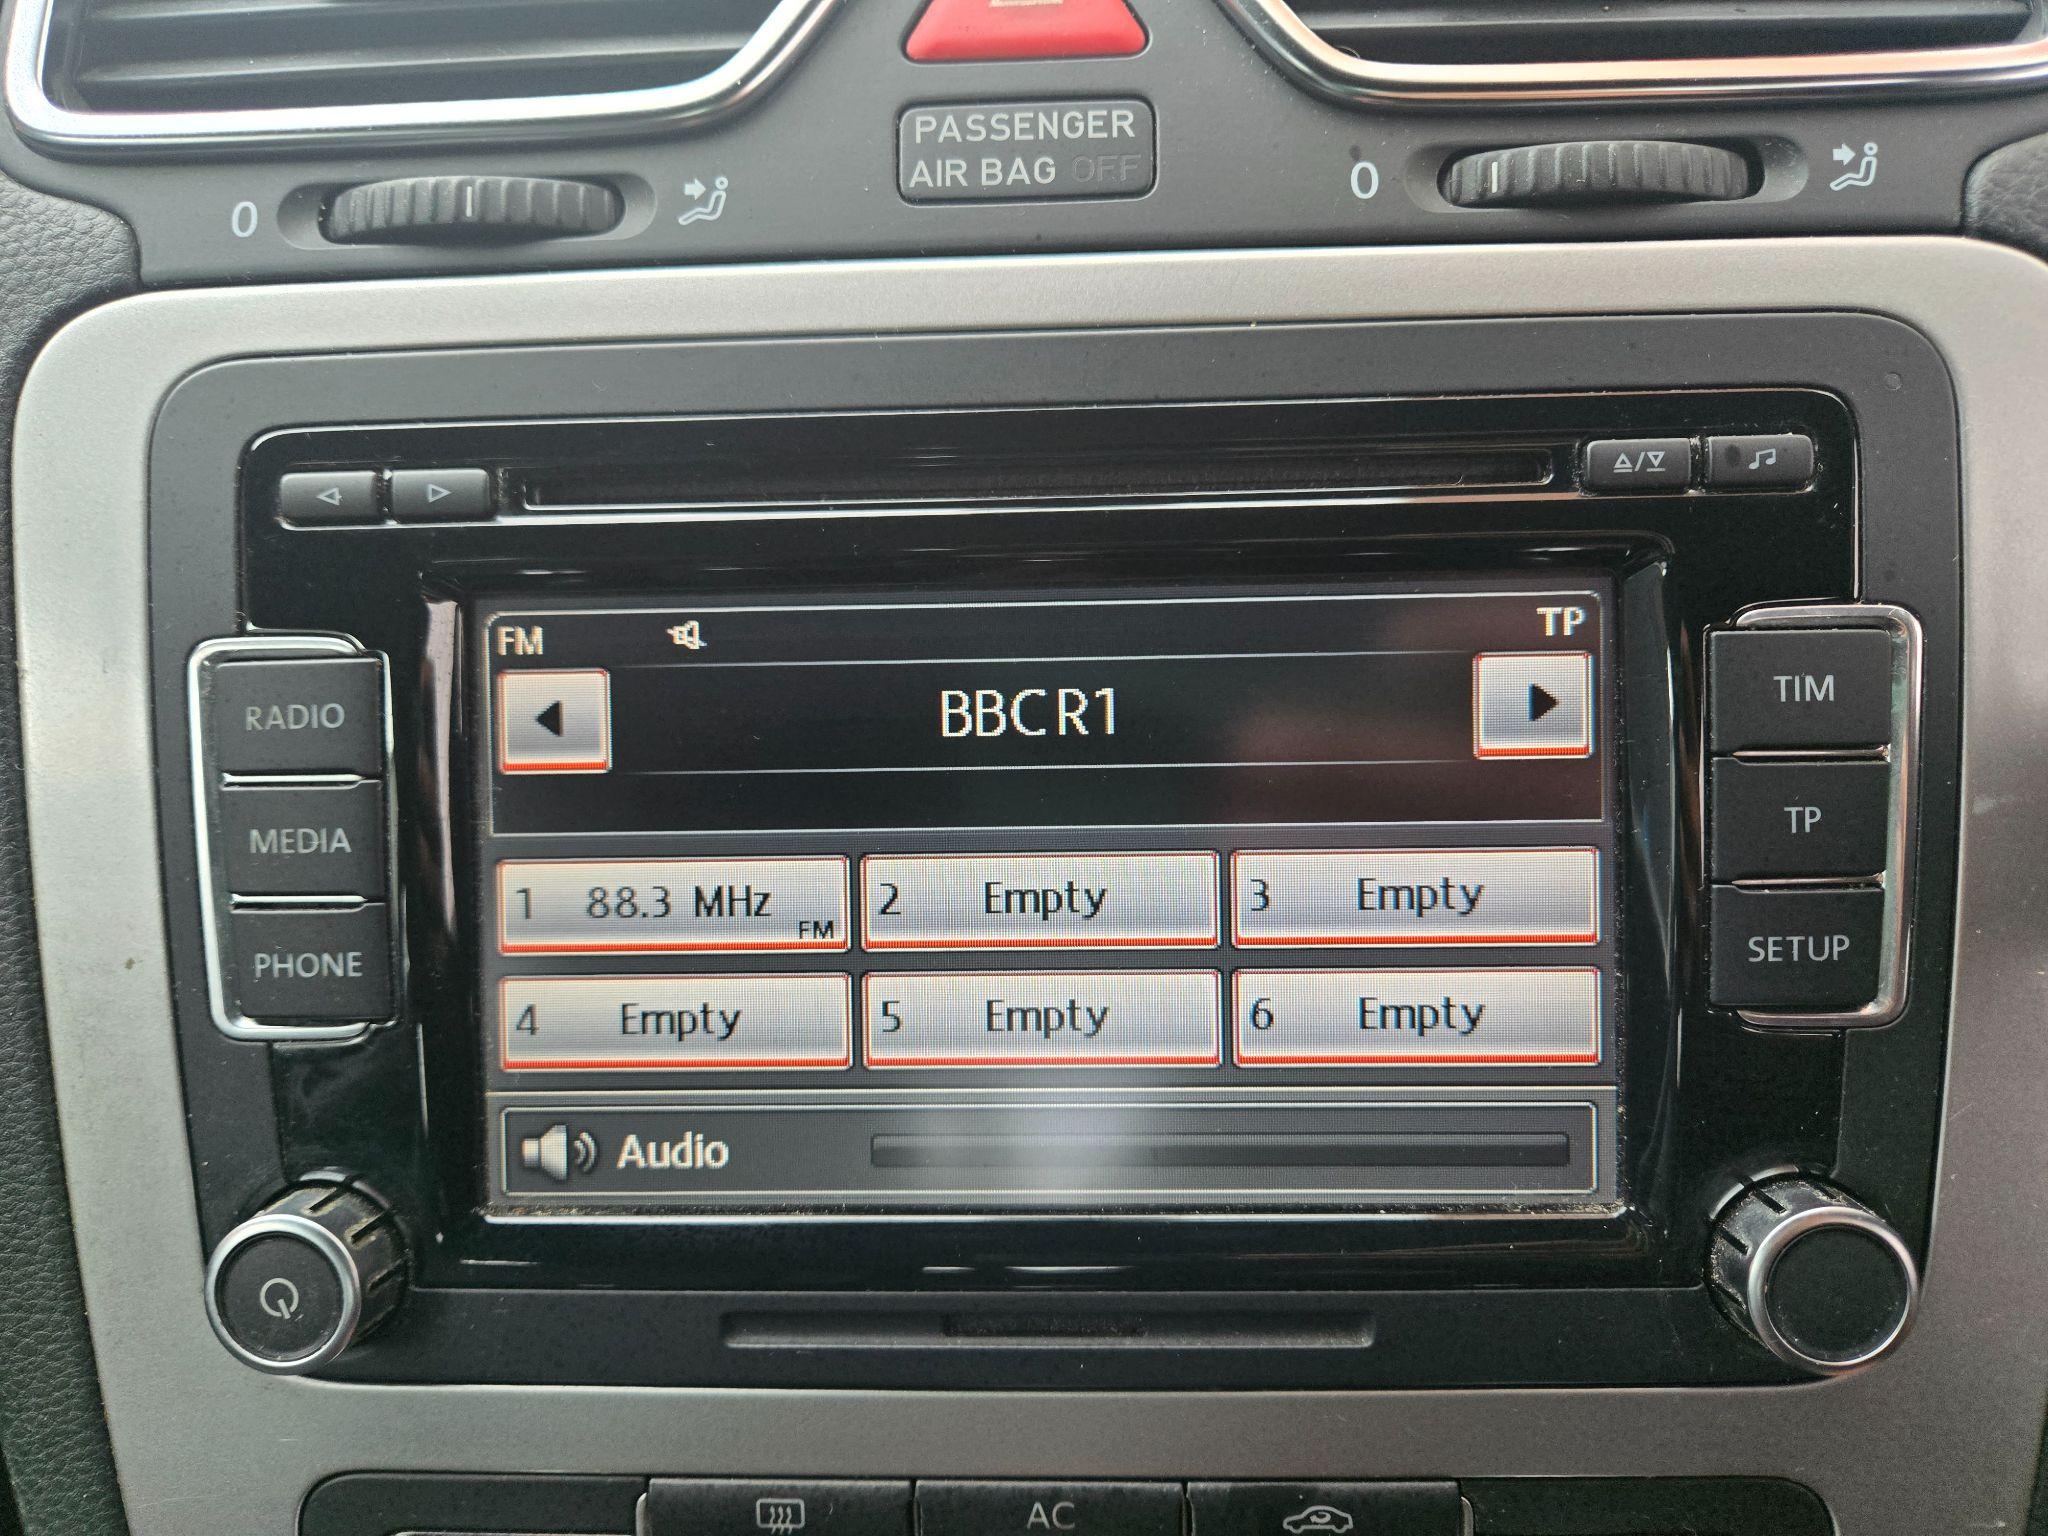 PASSENGER
AIR BAG OFF
0
0
FM
TP
BBC R1
RADIO
TIM
MEDIA
TP
PHONE
SETUP
1 88.3 MHz FM
2 Empty
3 Empty
4 Empty
5 Empty
6 Empty
Audio
AC